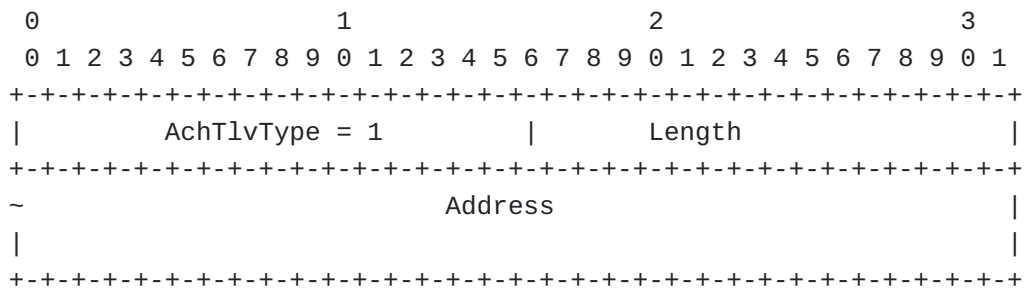 0                   1                   2                   3
 0 1 2 3 4 5 6 7 8 9 0 1 2 3 4 5 6 7 8 9 0 1 2 3 4 5 6 7 8 9 0 1
+-+-+-+-+-+-+-+-+-+-+-+-+-+-+-+-+-+-+-+-+-+-+-+-+-+-+-+-+-+-+-+-+
|         AchTlvType = 1         |       Length                 |
+-+-+-+-+-+-+-+-+-+-+-+-+-+-+-+-+-+-+-+-+-+-+-+-+-+-+-+-+-+-+-+-+
~                           Address                             |
|                                                               |
+-+-+-+-+-+-+-+-+-+-+-+-+-+-+-+-+-+-+-+-+-+-+-+-+-+-+-+-+-+-+-+-+